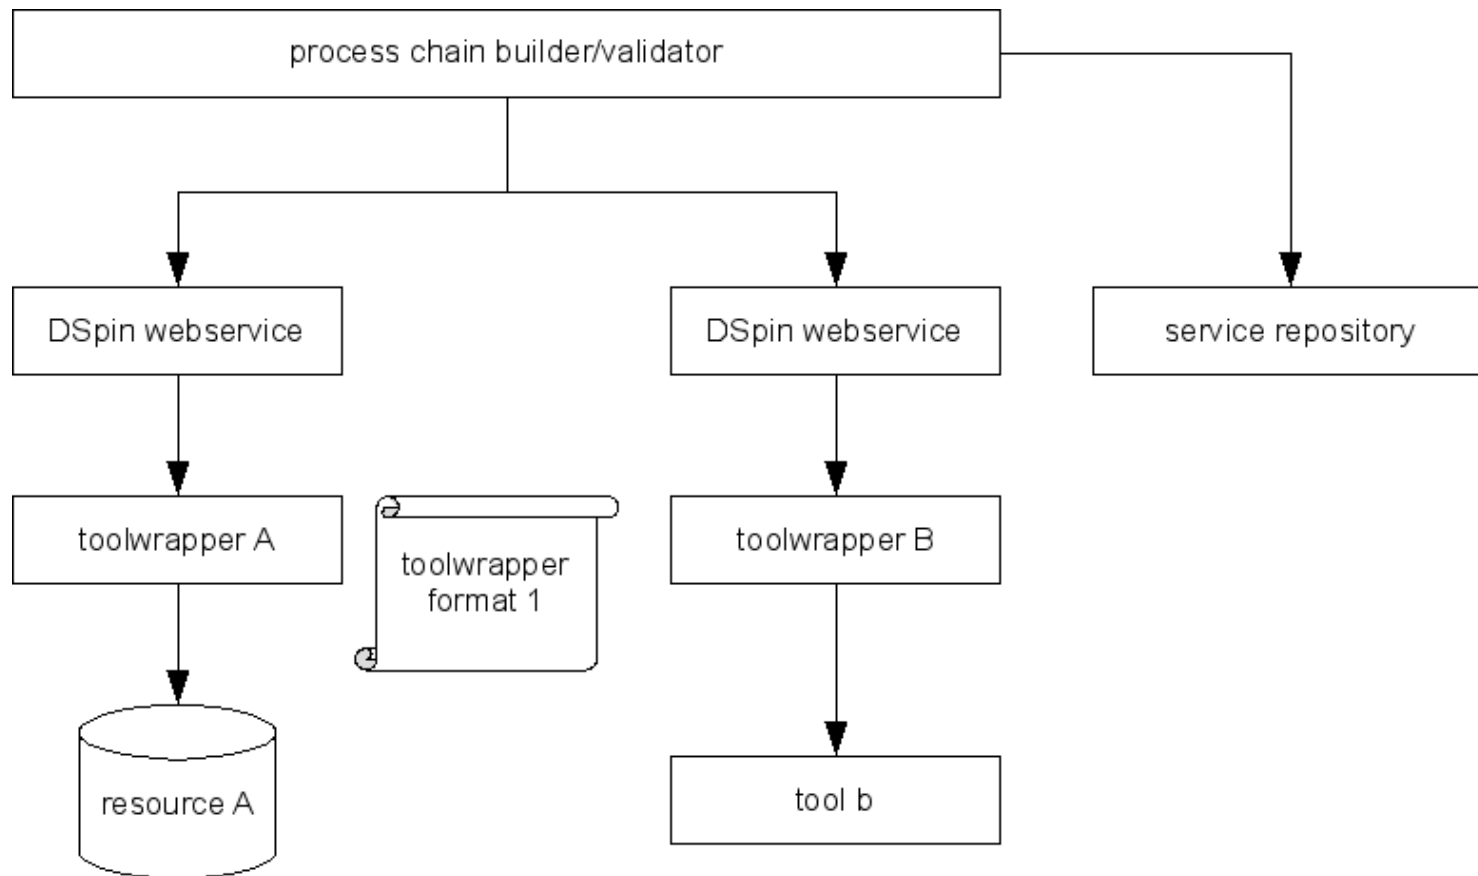 process chain builder/validator
DSpin webservice
DSpin webservice
service repository
toolwrapper A
toolwrapper
format 1
toolwrapper B
resource A
tool b